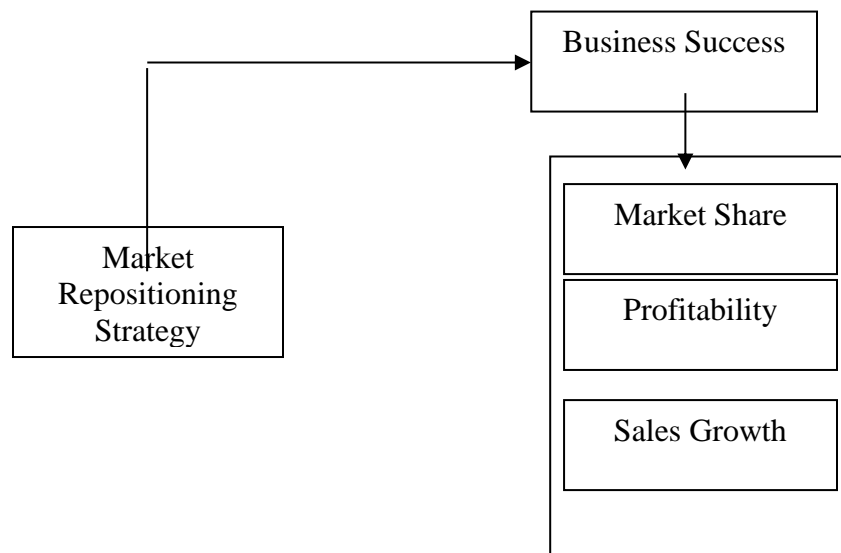 Business Success
Market Share
Market
Repositioning
Strategy
Profitability
Sales Growth